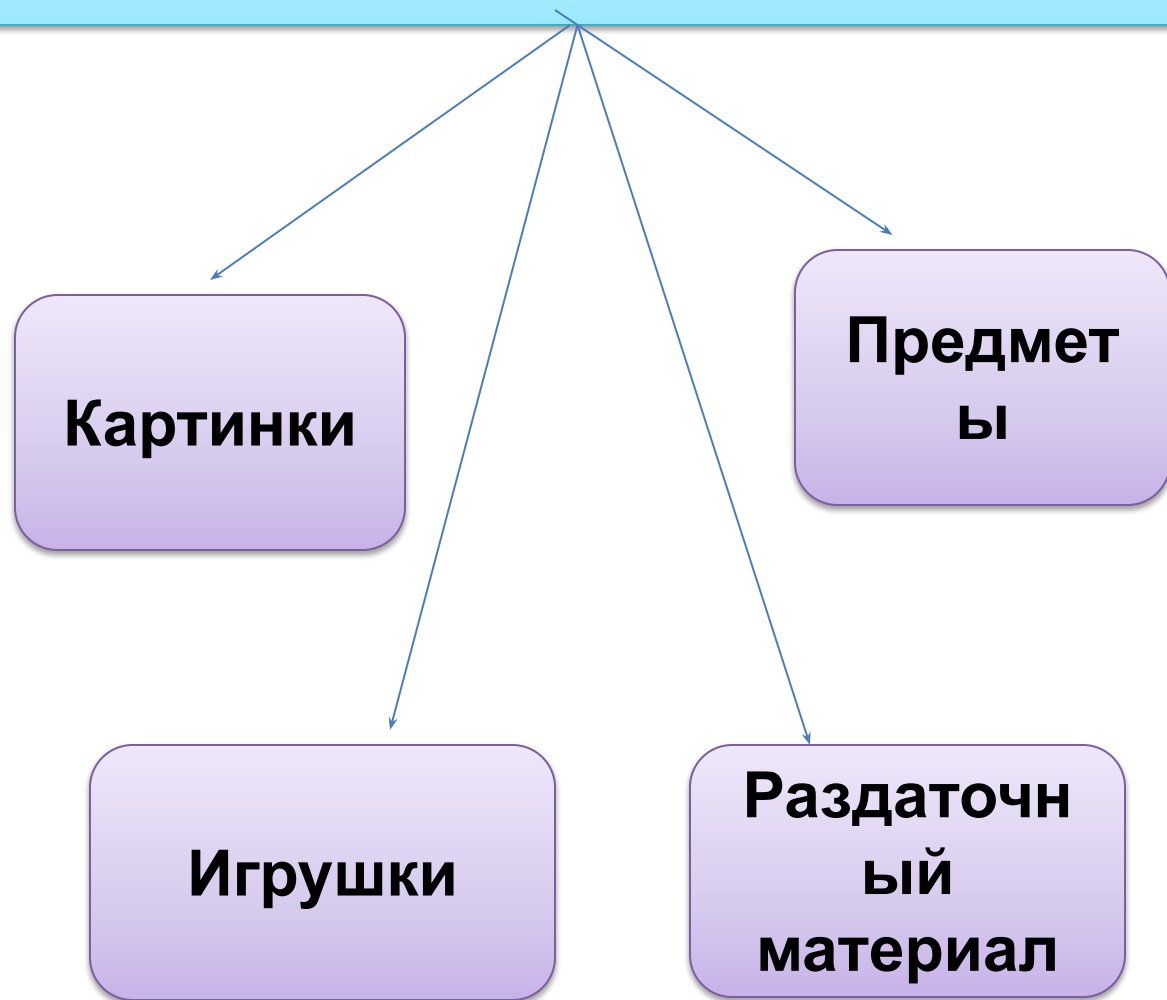 Картинки
Предмет
ы
Игрушки
Раздаточн
ый
материал